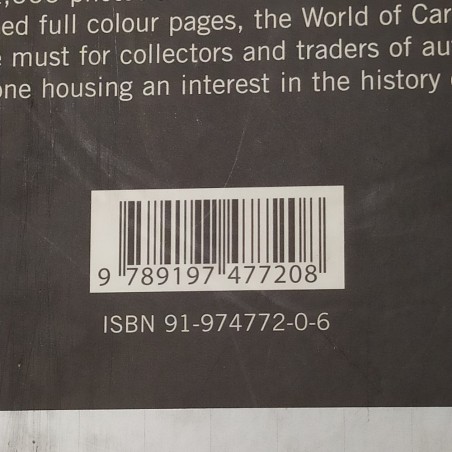 ed full colour pages, the World of Car
must for collectors and traders of au
one housing an interest in the history
9 789197 477208
ISBN 91-974772-0-6